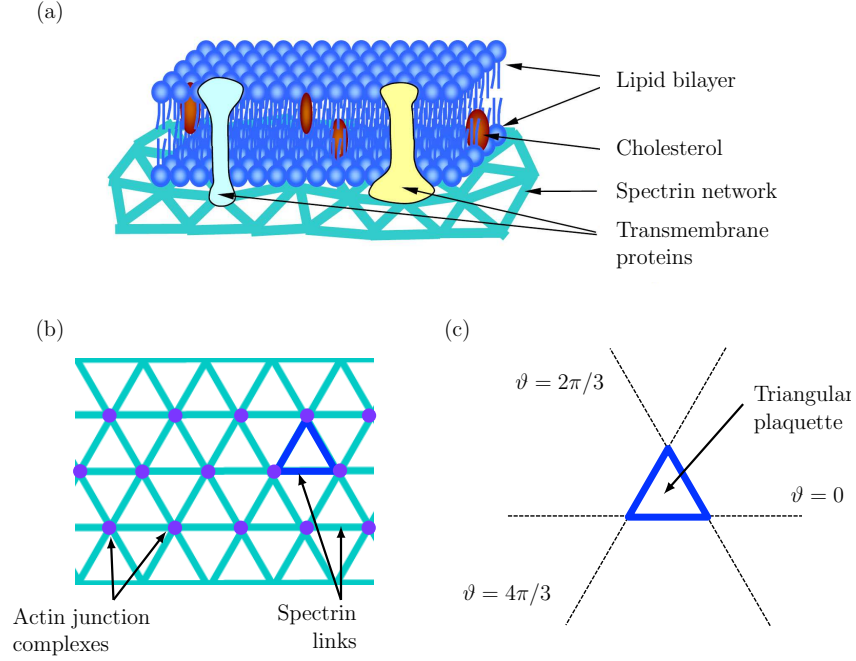 (a)
Lipid bilayer
Cholesterol
Spectrin network
Transmembrane
proteins
(b)
Actin junction
complexes
Spectrin
links
(c)
ϑ = 2π/3
Triangular
plaquette
ϑ = 0
ϑ = 4π/3